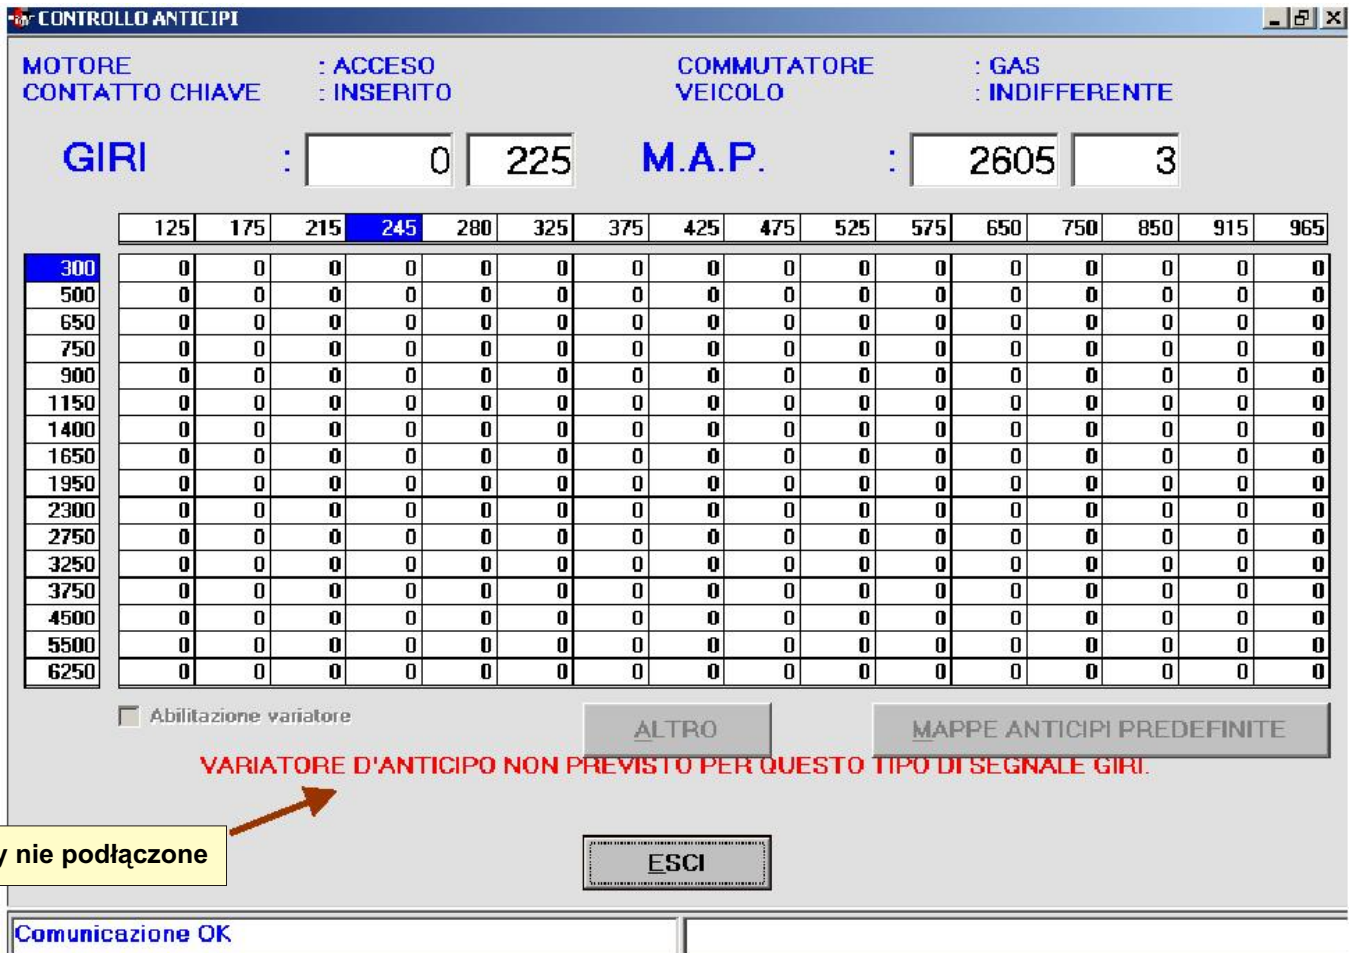 CONTROLLO ANTICIPI
MOTORE : ACCESO COMMUTATORE : GAS
CONTATTO CHIAVE : INSERITO VEICOLO : INDIFFERENTE
GIRI : 0 225 M.A.P. : 2605 3
125 175 215 245 280 325 375 425 475 525 575 650 750 850 915 965
300 0 0 0 0 0 0 0 0 0 0 0 0 0 0 0 0
500 0 0 0 0 0 0 0 0 0 0 0 0 0 0 0 0
650 0 0 0 0 0 0 0 0 0 0 0 0 0 0 0 0
750 0 0 0 0 0 0 0 0 0 0 0 0 0 0 0 0
900 0 0 0 0 0 0 0 0 0 0 0 0 0 0 0 0
1150 0 0 0 0 0 0 0 0 0 0 0 0 0 0 0 0
1400 0 0 0 0 0 0 0 0 0 0 0 0 0 0 0 0
1650 0 0 0 0 0 0 0 0 0 0 0 0 0 0 0 0
1950 0 0 0 0 0 0 0 0 0 0 0 0 0 0 0 0
2300 0 0 0 0 0 0 0 0 0 0 0 0 0 0 0 0
2750 0 0 0 0 0 0 0 0 0 0 0 0 0 0 0 0
3250 0 0 0 0 0 0 0 0 0 0 0 0 0 0 0 0
3750 0 0 0 0 0 0 0 0 0 0 0 0 0 0 0 0
4500 0 0 0 0 0 0 0 0 0 0 0 0 0 0 0 0
5500 0 0 0 0 0 0 0 0 0 0 0 0 0 0 0 0
6250 0 0 0 0 0 0 0 0 0 0 0 0 0 0 0 0
Abilitazione variatore ALTRO MAPPE ANTICIPI PREDEFINITE
VARIATORE D'ANTICIPO NON PREVISTO PER QUESTO TIPO DI SEGNALE GIRI.
y nie podłączone
ESCI
Comunicazione OK